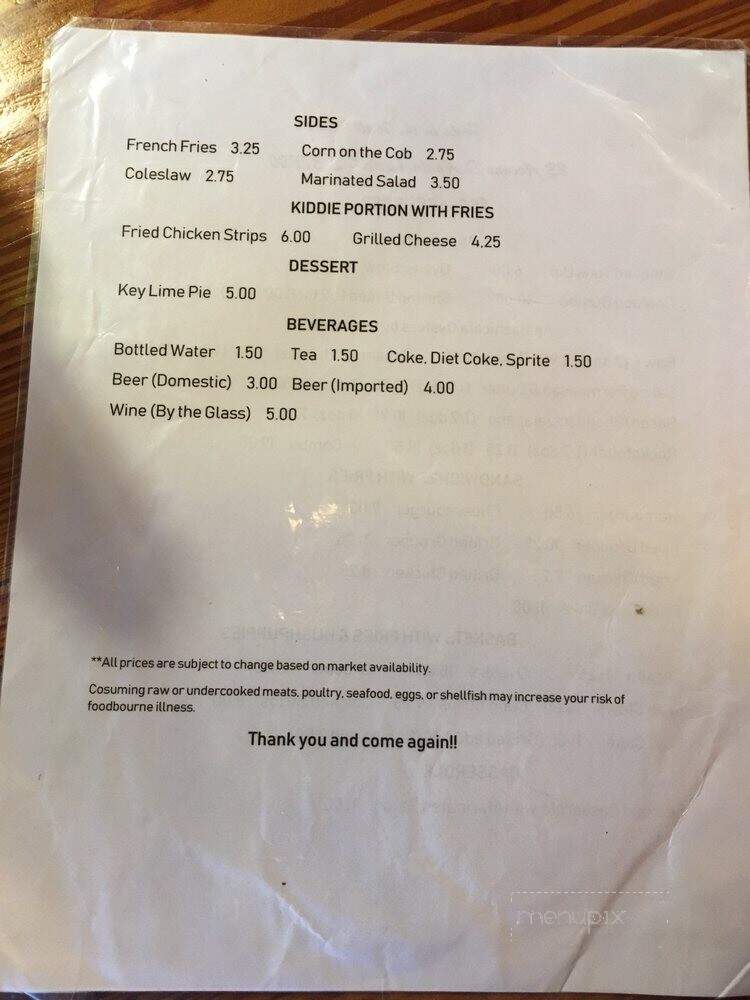 SIDES
French Fries 3.25 Corn on the Cob 2.75
Coleslaw 2.75 Marinated Salad 3.50
KIDDIE PORTION WITH FRIES
Fried Chicken Strips 6.00 Grilled Cheese 4.25
DESSERT
Key Lime Pie 5.00
BEVERAGES
Bottled Water 1.50 Tea 1.50 Coke, Diet Coke, Sprite 1.50
Beer (Domestic) 3.00 Beer (Imported) 4.00
Wine (By the Glass) 5.00
**All prices are subject to change based on market availability.
Cosuming raw or undercooked meats, poultry, seafood, eggs, or shellfish may increase your risk of
foodbourne illness.
Thank you and come again!!
menupix